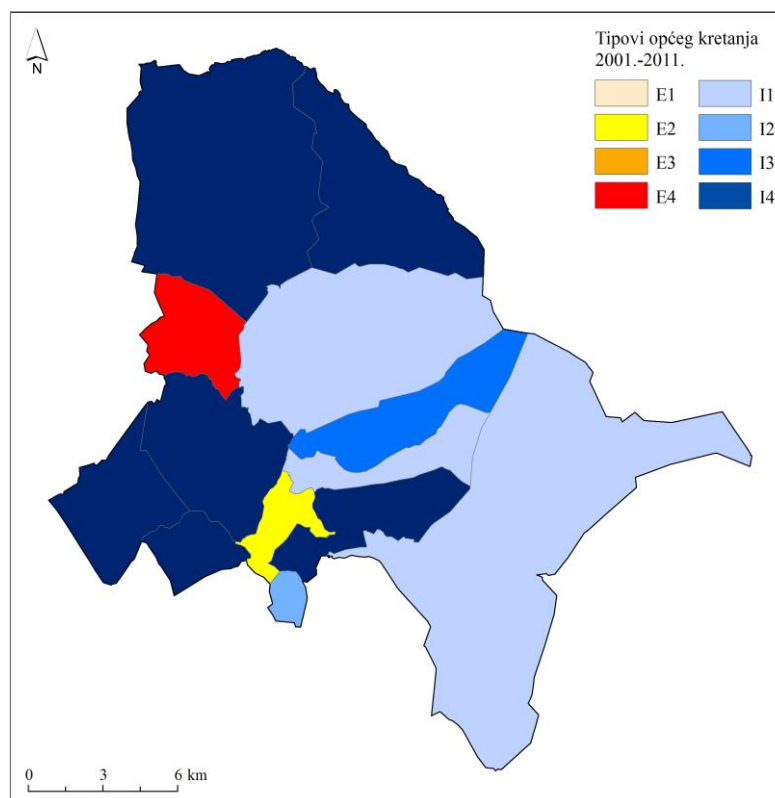 N
Tipovi općeg kretanja
2001.-2011.
E1 I1
E2 I2
E3 I3
E4 I4
0 3 6 km